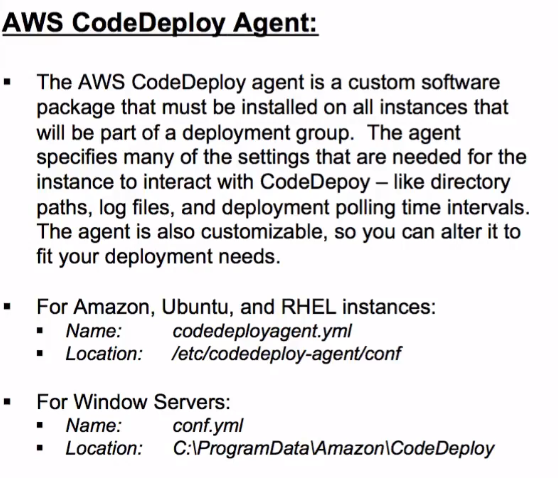 AWS CodeDeploy Agent:
▪ The AWS CodeDeploy agent is a custom software
package that must be installed on all instances that
will be part of a deployment group. The agent
specifies many of the settings that are needed for the
instance to interact with CodeDepoy – like directory
paths, log files, and deployment polling time intervals.
The agent is also customizable, so you can alter it to
fit your deployment needs.
▪ For Amazon, Ubuntu, and RHEL instances:
▪ Name: codedeployagent.yml
▪ Location: /etc/codedeploy-agent/conf
▪ For Window Servers:
▪ Name: conf.yml
▪ Location: C:\ProgramData\Amazon\CodeDeploy